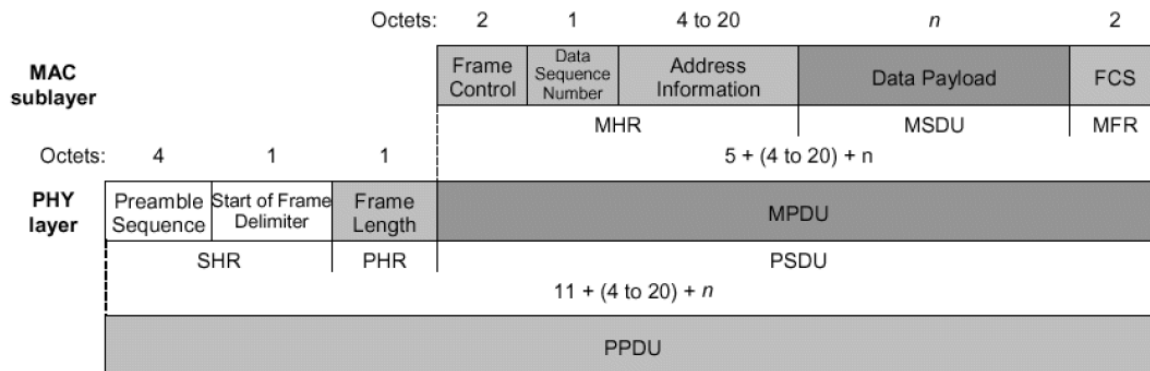 Octets: 2 1 4 to 20 n 2
MAC sublayer
Frame Control
Data Sequence Number
Address Information
Data Payload
FCS
MHR MSDU MFR
Octets: 4 1 1 5 + (4 to 20) + n
PHY layer
Preamble Sequence
Start of Frame Delimiter
Frame Length
MPDU
SHR PHR PSDU
11 + (4 to 20) + n
PPDU